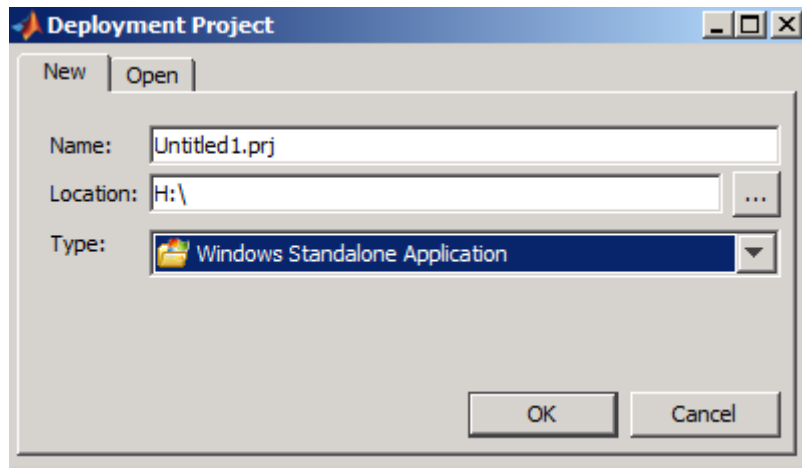 Deployment Project
New Open
Name: Untitled1.prj
Location: H:\ ...
Type: Windows Standalone Application
OK Cancel